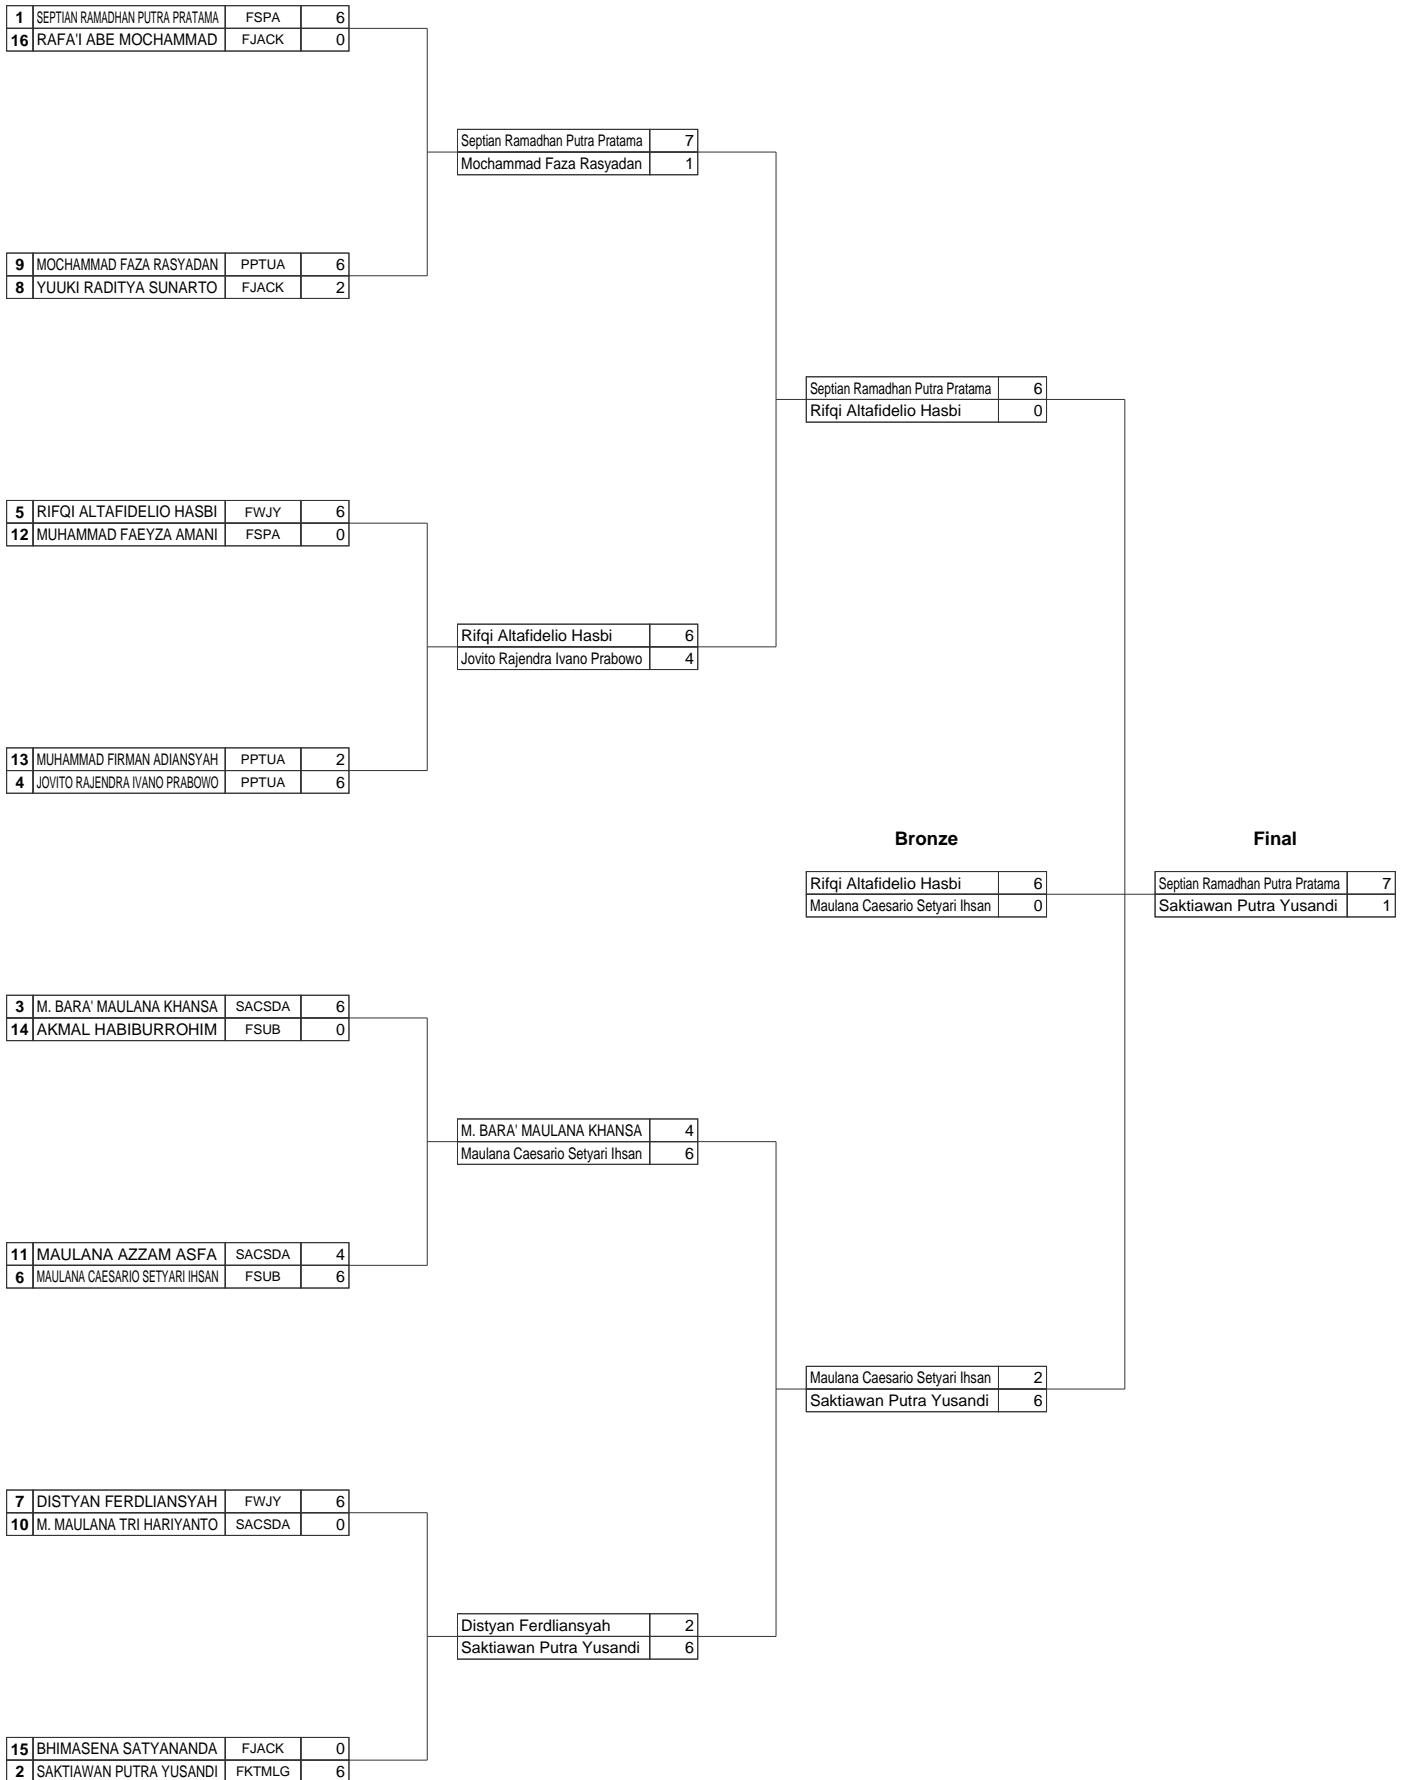 1 SEPTIAN RAMADHAN PUTRA PRATAMA FSPA 6
16 RAFA'I ABE MOCHAMMAD FJACK 0
Septian Ramadhan Putra Pratama 7
Mochammad Faza Rasyadan 1
9 MOCHAMMAD FAZA RASYADAN PPTUA 6
8 YUUKI RADITYA SUNARTO FJACK 2
Septian Ramadhan Putra Pratama 6
Rifqi Altafidelio Hasbi 0
5 RIFQI ALTAFIDELIO HASBI FWJY 6
12 MUHAMMAD FAEYZA AMANI FSPA 0
Rifqi Altafidelio Hasbi 6
Jovito Rajendra Ivano Prabowo 4
13 MUHAMMAD FIRMAN ADIANSYAH PPTUA 2
4 JOVITO RAJENDRA IVANO PRABOWO PPTUA 6
Bronze Final
Rifqi Altafidelio Hasbi 6 Septian Ramadhan Putra Pratama 7
Maulana Caesario Setyari Ihsan 0 Saktiawan Putra Yusandi 1
3 M. BARA' MAULANA KHANSA SACSDA 6
14 AKMAL HABIBURROHIM FSUB 0
M. BARA' MAULANA KHANSA 4
Maulana Caesario Setyari Ihsan 6
11 MAULANA AZZAM ASFA SACSDA 4
6 MAULANA CAESARIO SETYARI IHSAN FSUB 6
Maulana Caesario Setyari Ihsan 2
Saktiawan Putra Yusandi 6
7 DISTYAN FERDLIANSYAH FWJY 6
10 M. MAULANA TRI HARIYANTO SACSDA 0
Distyan Ferdliansyah 2
Saktiawan Putra Yusandi 6
15 BHIMASENA SATYANANDA FJACK 0
2 SAKTIAWAN PUTRA YUSANDI FKTMLG 6